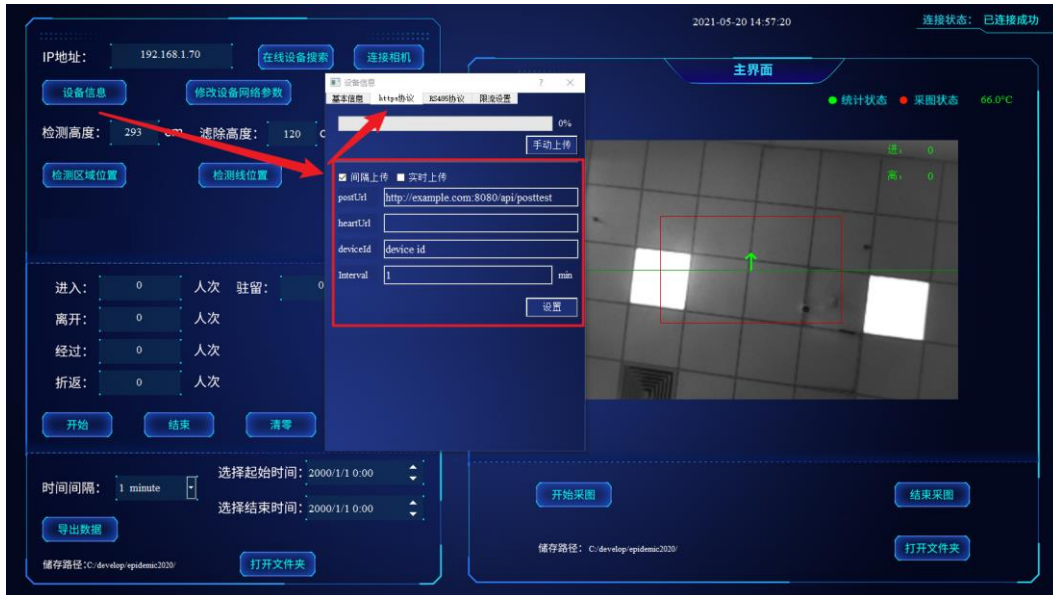 2021-05-20 14:57:20
连接状态： 已连接成功
IP地址： 192.168.1.70 在线设备搜索 连接相机
设备信息 修改设备网络参数
检测高度： 293 cm 滤除高度： 120 c
检测区域位置 检测线位置
进入： 0 人次 驻留： 0
离开： 0 人次
经过： 0 人次
折返： 0 人次
开始 结束 清零
时间间隔： 1 minute
选择起始时间： 2000/1/1 0:00
选择结束时间： 2000/1/1 0:00
导出数据
储存路径：C:/develop/epidemic2020/ 打开文件夹
设备信息 ? ×
基本信息 https协议 RS485协议 限流设置
0%
手动上传
间隔上传 实时上传
postUrl http://example.com:8080/api/posttest
heartUrl
deviceId device id
Interval 1 min
设置
主界面
统计状态 采图状态 66.0°C
进： 0
离： 0
开始采图 结束采图
储存路径： C:/develop/epidemic2020/ 打开文件夹